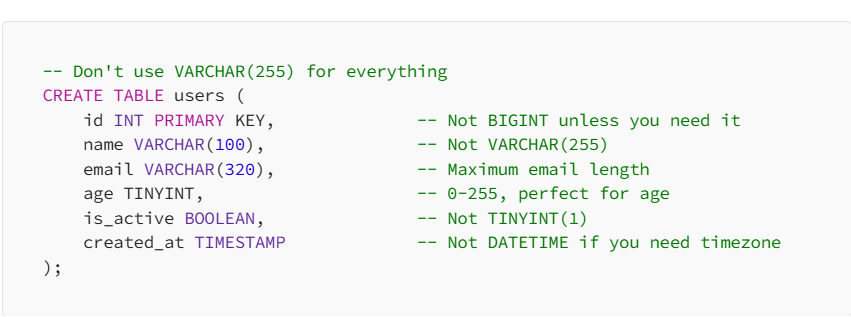 -- Don't use VARCHAR(255) for everything
CREATE TABLE users (
    id INT PRIMARY KEY,              -- Not BIGINT unless you need it
    name VARCHAR(100),               -- Not VARCHAR(255)
    email VARCHAR(320),              -- Maximum email length
    age TINYINT,                     -- 0-255, perfect for age
    is_active BOOLEAN,               -- Not TINYINT(1)
    created_at TIMESTAMP             -- Not DATETIME if you need timezone
);